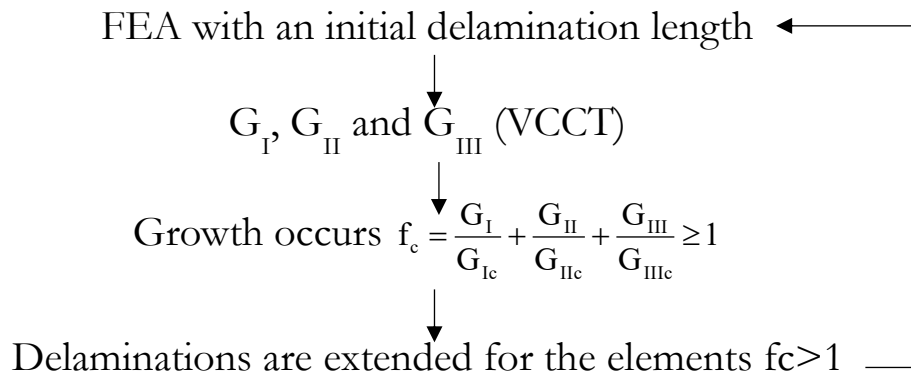 FEA with an initial delamination length
G_I, G_II and G_III (VCCT)
Growth occurs f_c = G_I/G_Ic + G_II/G_IIc + G_III/G_IIIc ≥ 1
Delaminations are extended for the elements fc>1